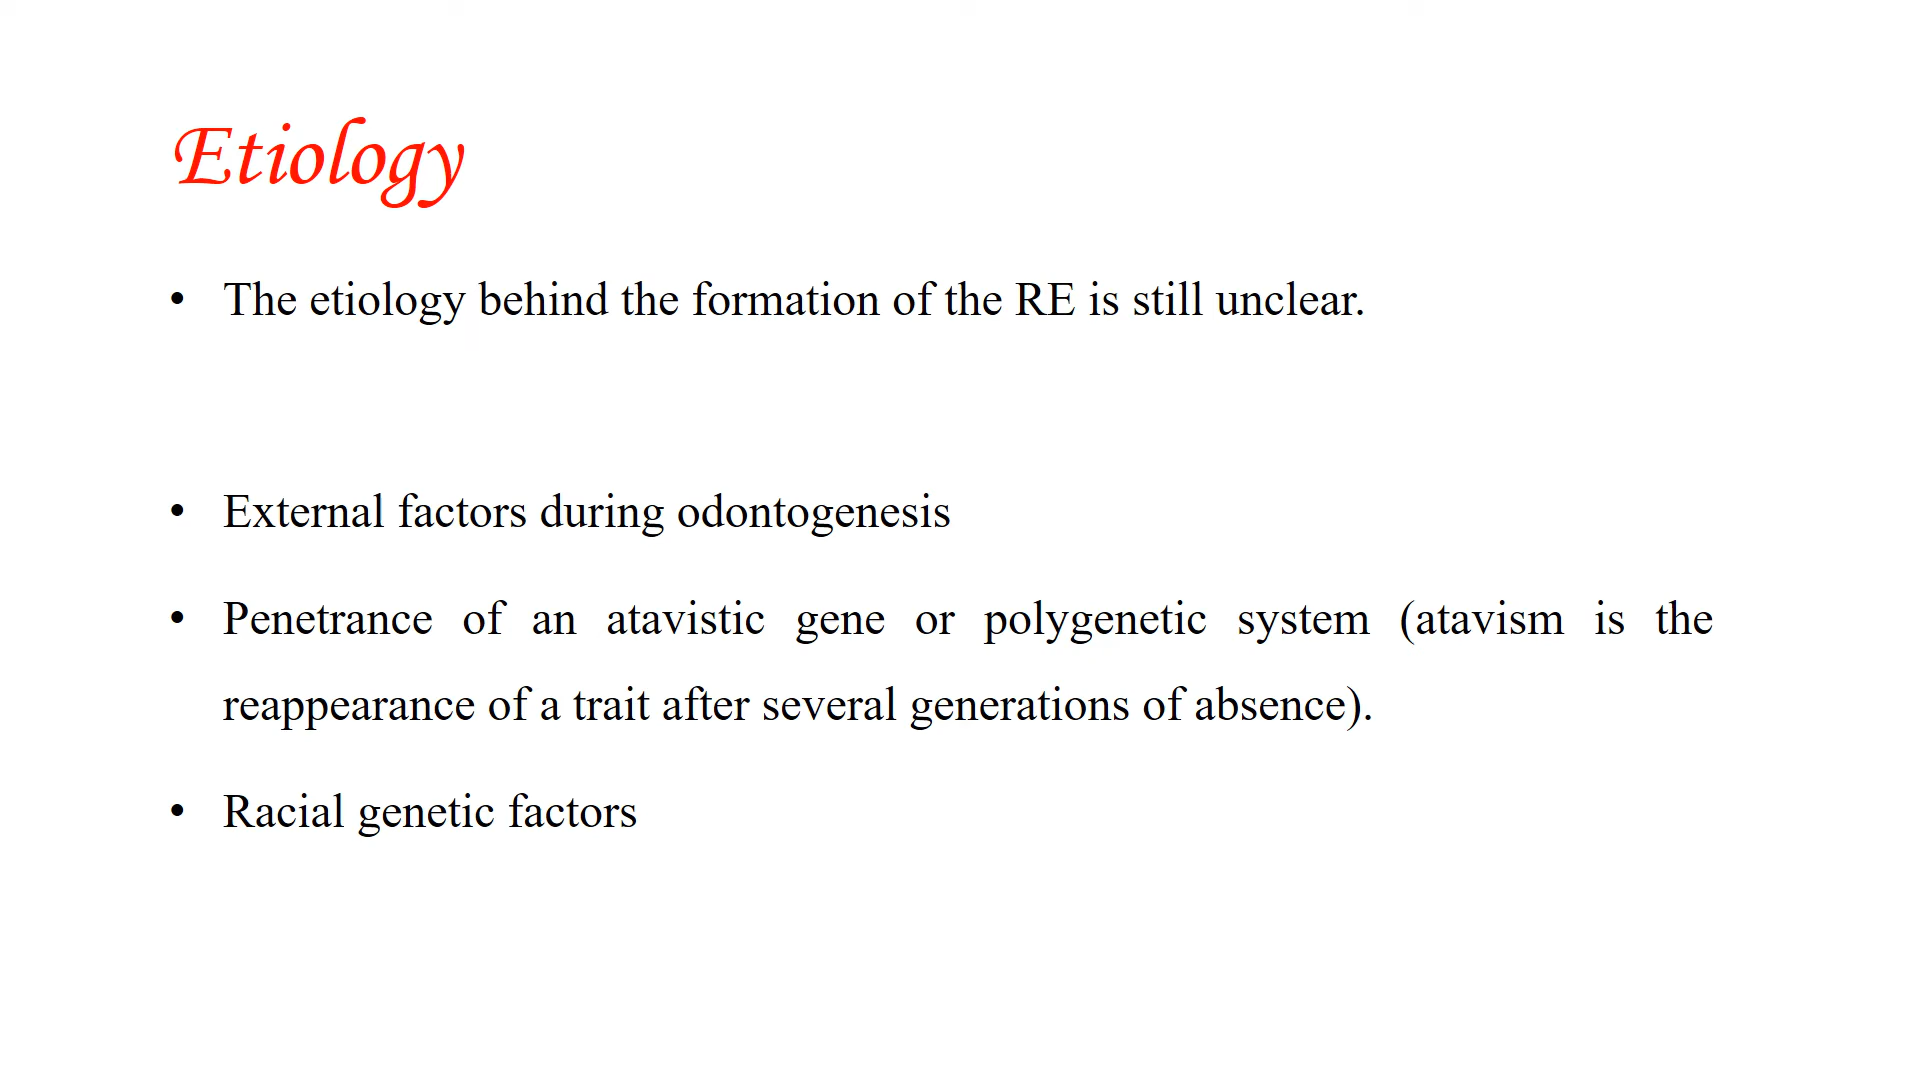 Etiology
• The etiology behind the formation of the RE is still unclear.
• External factors during odontogenesis
• Penetrance of an atavistic gene or polygenetic system (atavism is the
reappearance of a trait after several generations of absence).
• Racial genetic factors